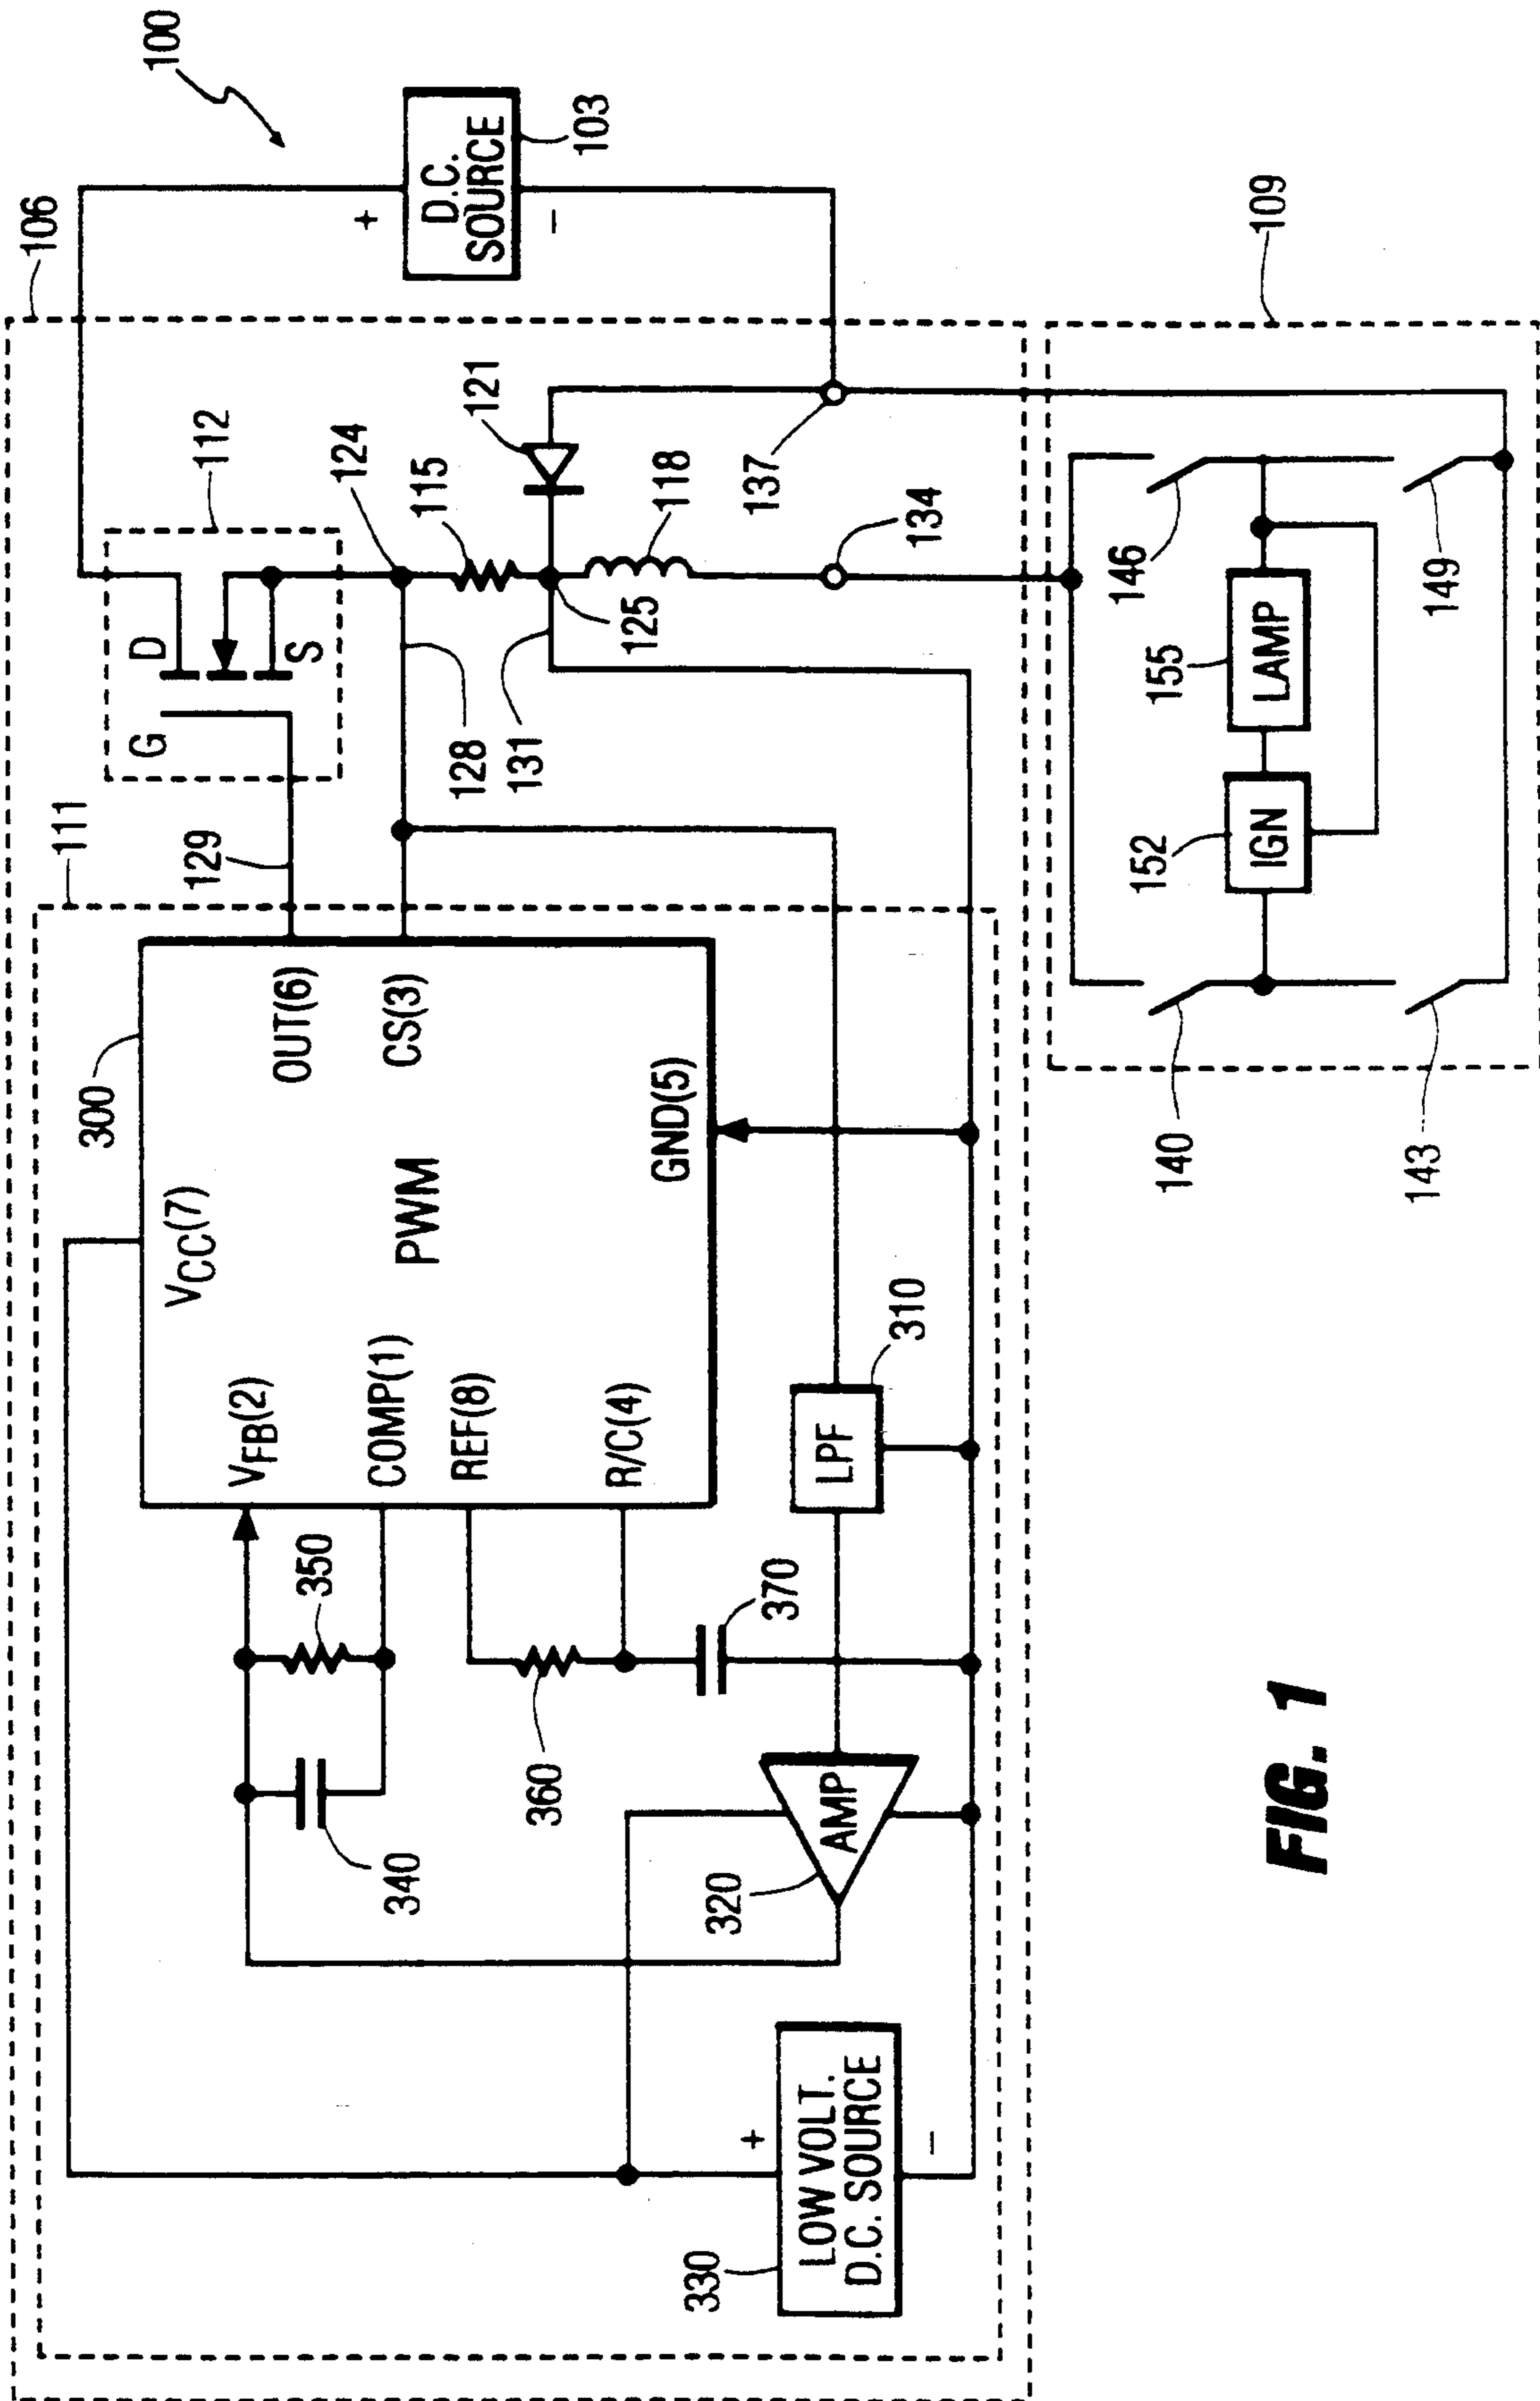 100
106
D.C.
SOURCE
+
−
103
112
D
G
S
124
115
121
125
118
137
134
128
131
129
111
300
VCC(7)
OUT(6)
CS(3)
PWM
GND(5)
VFB(2)
COMP(1)
REF(8)
R/C(4)
350
340
360
370
LPF
310
AMP
320
LOW VOLT.
D.C. SOURCE
+
−
330
109
146
149
LAMP
155
IGN
152
140
143
FIG. 1